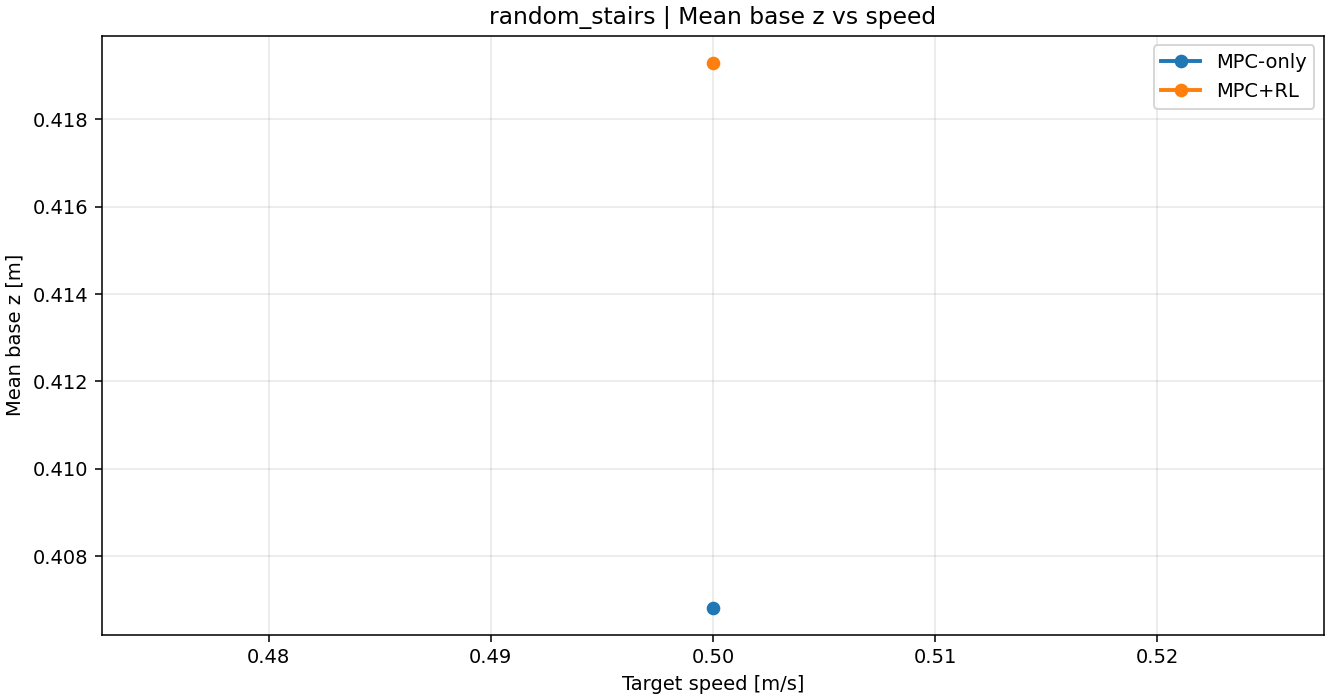 random_stairs | Mean base z vs speed
MPC-only
MPC+RL
Mean base z [m]
0.418
0.416
0.414
0.412
0.410
0.408
0.48 0.49 0.50 0.51 0.52
Target speed [m/s]